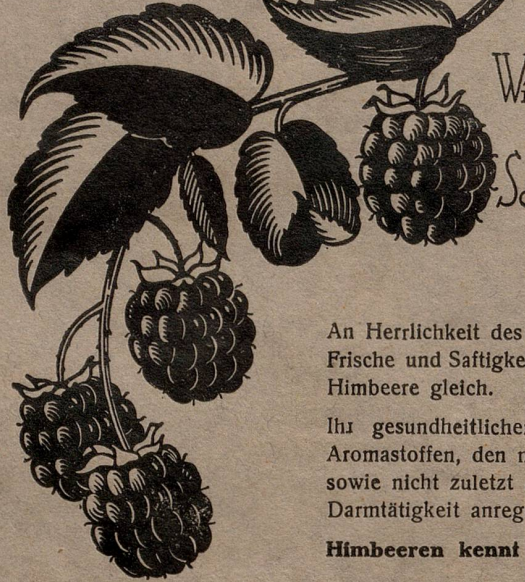 An Herrlichkeit des
Frische und Saftigke
Himbeere gleich.
Ihr gesundheitliche
Aromastoffen, den
sowie nicht zuletzt
Darmtätigkeit anreg
Himbeeren kennt